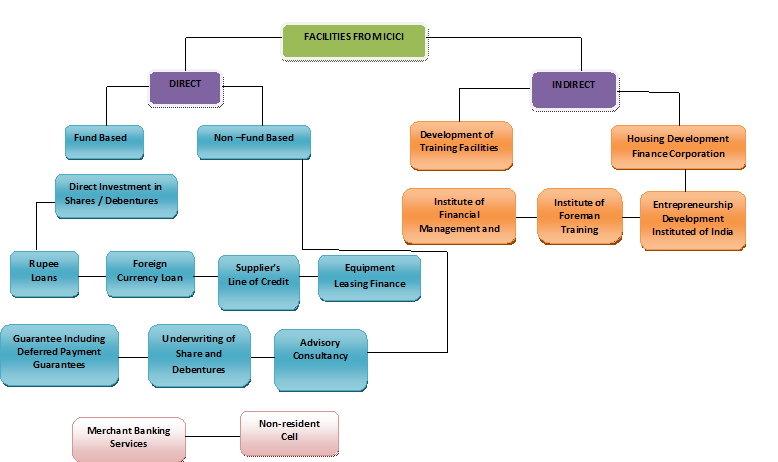 FACILITIES FROM ICICI
DIRECT
INDIRECT
Fund Based
Non –Fund Based
Development of
Training Facilities
Housing Development
Finance Corporation
Direct Investment in
Shares / Debentures
Institute of
Financial
Management and
Institute of
Foreman
Training
Entrepreneurship
Development
Instituted of India
Rupee
Loans
Foreign
Currency Loan
Supplier's
Line of Credit
Equipment
Leasing Finance
Guarantee Including
Deferred Payment
Guarantees
Underwriting of
Share and
Debentures
Advisory
Consultancy
Merchant Banking
Services
Non-resident
Cell